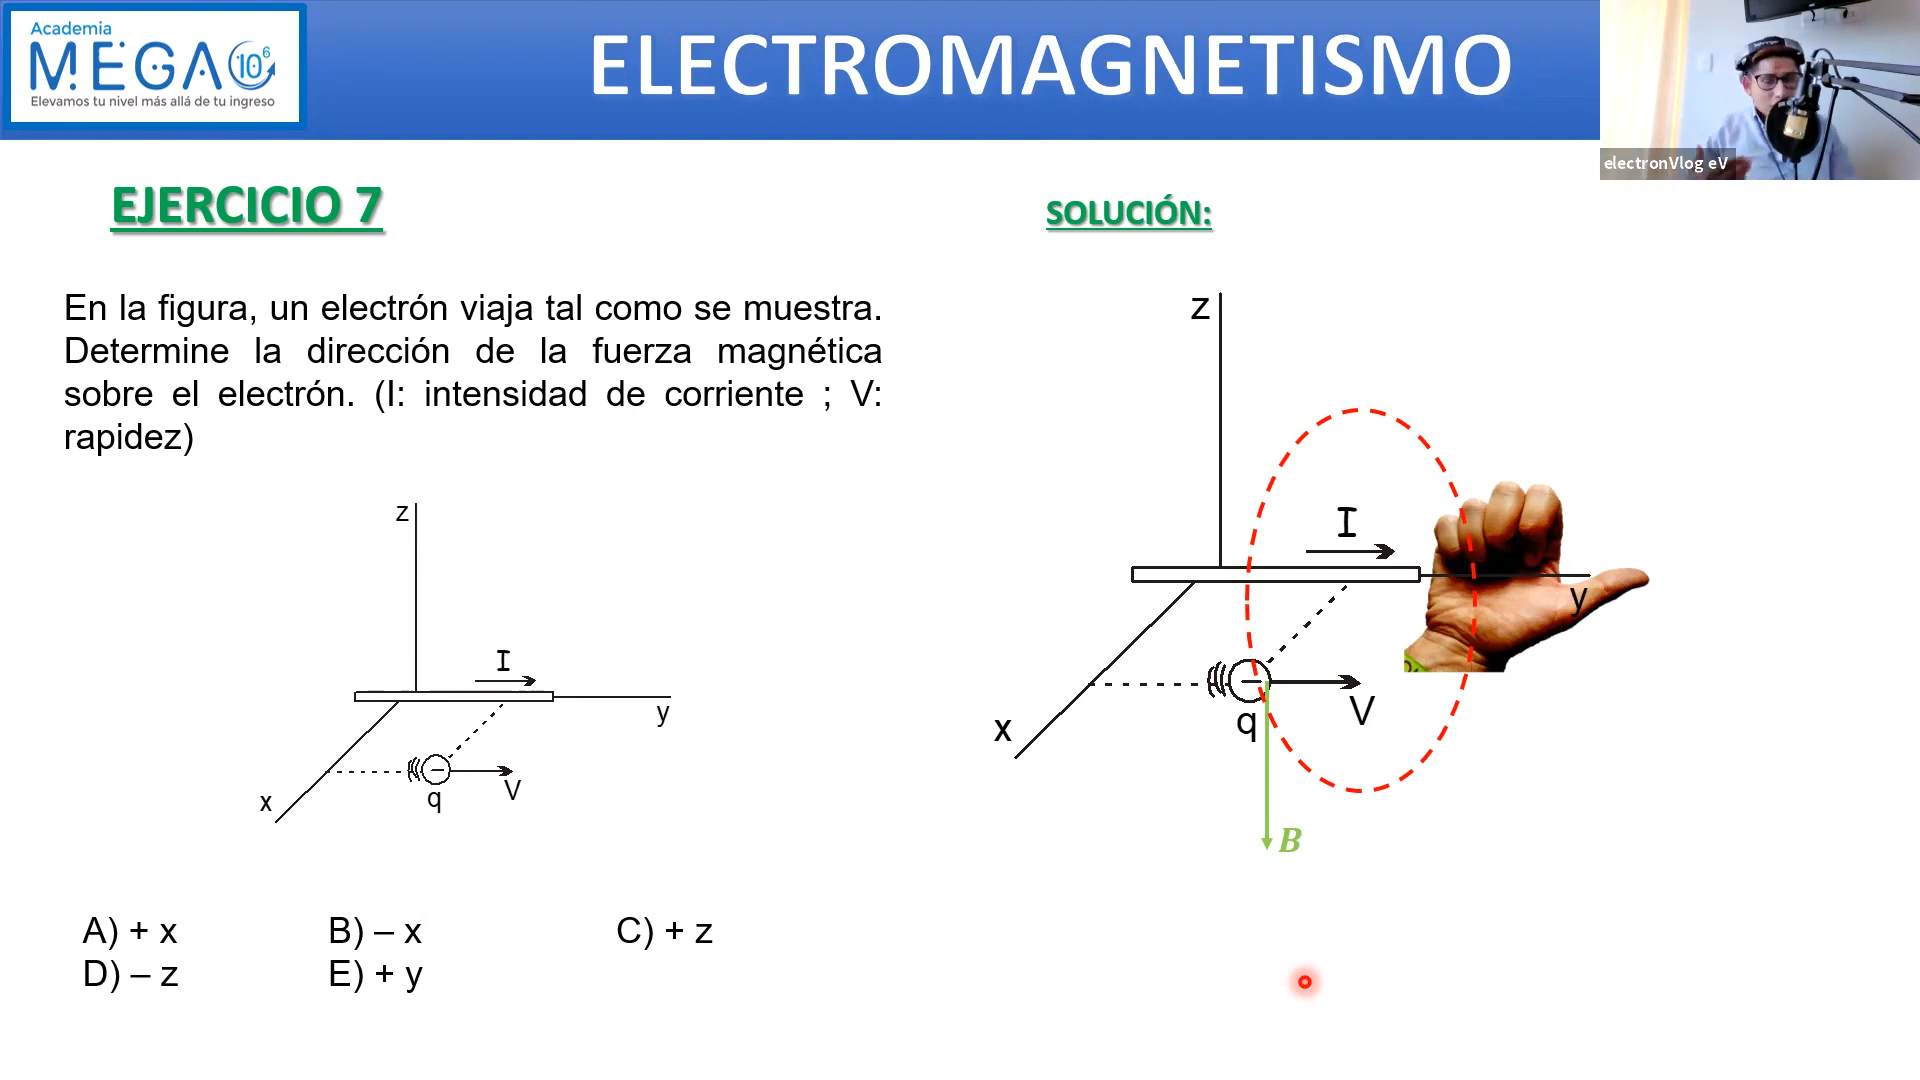 Academia
MEGA 10⁶
Elevamos tu nivel más allá de tu ingreso
ELECTROMAGNETISMO
electronVlog eV
EJERCICIO 7
En la figura, un electrón viaja tal como se muestra.
Determine la dirección de la fuerza magnética
sobre el electrón. (I: intensidad de corriente ; V:
rapidez)
z
I
y
x
q
V
A) + x B) – x C) + z
D) – z E) + y
SOLUCIÓN:
z
I
y
x
q
V
B